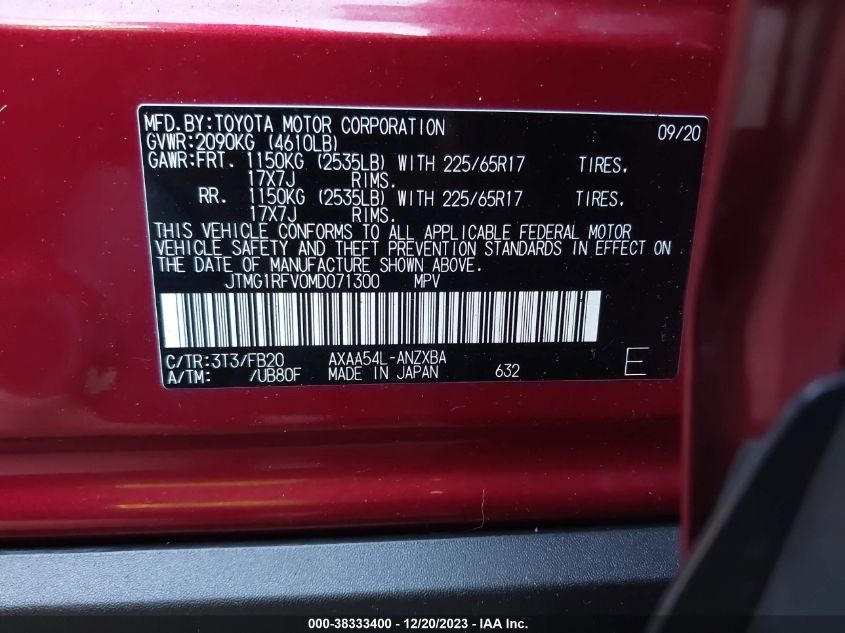 MFD.BY:TOYOTA MOTOR CORPORATION 09/20
GVWR:2090KG (4610LB)
GAWR:FRT. 1150KG (2535LB) WITH 225/65R17 TIRES.
17X7J RIMS.
RR. 1150KG (2535LB) WITH 225/65R17 TIRES.
17X7J RIMS.
THIS VEHICLE CONFORMS TO ALL APPLICABLE FEDERAL MOTOR
VEHICLE SAFETY AND THEFT PREVENTION STANDARDS IN EFFECT ON
THE DATE OF MANUFACTURE SHOWN ABOVE.
JTMG1RFV0MD071300 MPV
C/TR:3T3/FB20 AXAA54L-ANZXBA
A/TM: /UB80F MADE IN JAPAN 632 E
000-38333400 - 12/20/2023 - IAA Inc.